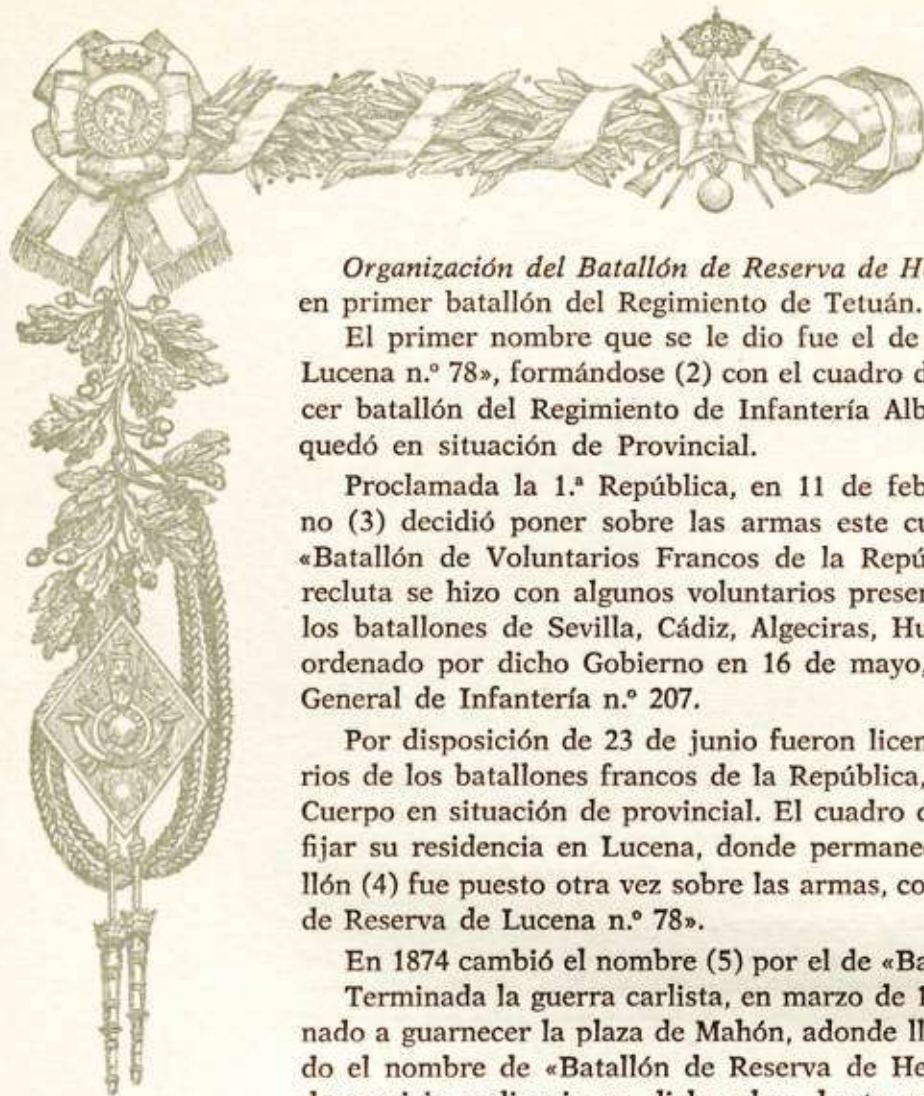 Organización del Batallón de Reserva de He
en primer batallón del Regimiento de Tetuán.
El primer nombre que se le dio fue el de
Lucena n.º 78», formándose (2) con el cuadro d
cer batallón del Regimiento de Infantería Alb
quedó en situación de Provincial.
Proclamada la 1.ª República, en 11 de feb
no (3) decidió poner sobre las armas este cu
«Batallón de Voluntarios Francos de la Repú
recluta se hizo con algunos voluntarios presen
los batallones de Sevilla, Cádiz, Algeciras, Hu
ordenado por dicho Gobierno en 16 de mayo,
General de Infantería n.º 207.
Por disposición de 23 de junio fueron licen
rios de los batallones francos de la República,
Cuerpo en situación de provincial. El cuadro d
fijar su residencia en Lucena, donde permane
llón (4) fue puesto otra vez sobre las armas, co
de Reserva de Lucena n.º 78».
En 1874 cambió el nombre (5) por el de «Ba
Terminada la guerra carlista, en marzo de 1
nado a guarnecer la plaza de Mahón, adonde ll
do el nombre de «Batallón de Reserva de He